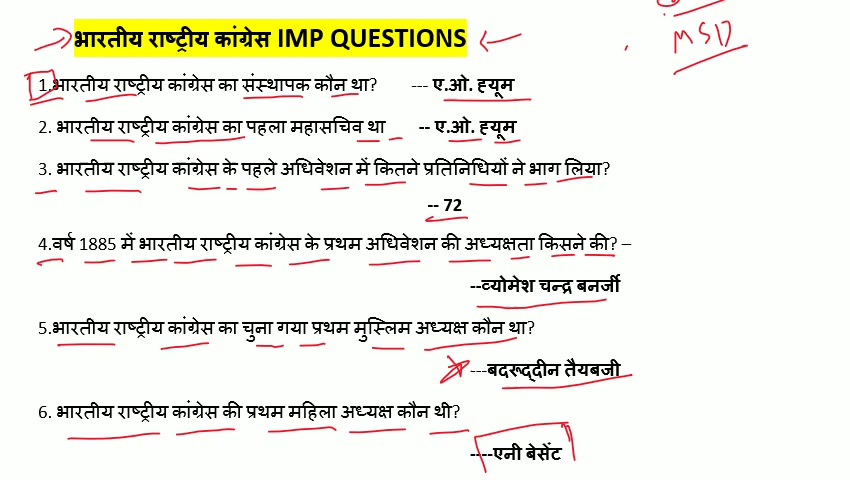 भारतीय राष्ट्रीय कांग्रेस IMP QUESTIONS
MSD
1.भारतीय राष्ट्रीय कांग्रेस का संस्थापक कौन था? --- ए.ओ. ह्यूम
2. भारतीय राष्ट्रीय कांग्रेस का पहला महासचिव था -- ए.ओ. ह्यूम
3. भारतीय राष्ट्रीय कांग्रेस के पहले अधिवेशन में कितने प्रतिनिधियों ने भाग लिया?
-- 72
4.वर्ष 1885 में भारतीय राष्ट्रीय कांग्रेस के प्रथम अधिवेशन की अध्यक्षता किसने की? –
--व्योमेश चन्द्र बनर्जी
5.भारतीय राष्ट्रीय कांग्रेस का चुना गया प्रथम मुस्लिम अध्यक्ष कौन था?
---बदरूद्दीन तैयबजी
6. भारतीय राष्ट्रीय कांग्रेस की प्रथम महिला अध्यक्ष कौन थी?
----एनी बेसेंट